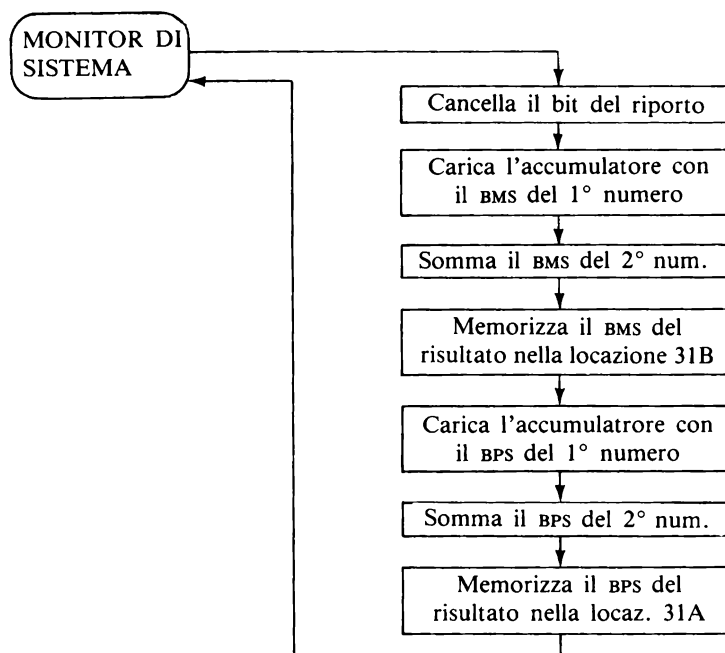 MONITOR DI
SISTEMA
Cancella il bit del riporto
Carica l'accumulatore con
il BMS del 1° numero
Somma il BMS del 2° num.
Memorizza il BMS del
risultato nella locazione 31B
Carica l'accumulatrore con
il BPS del 1° numero
Somma il BPS del 2° num.
Memorizza il BPS del
risultato nella locaz. 31A